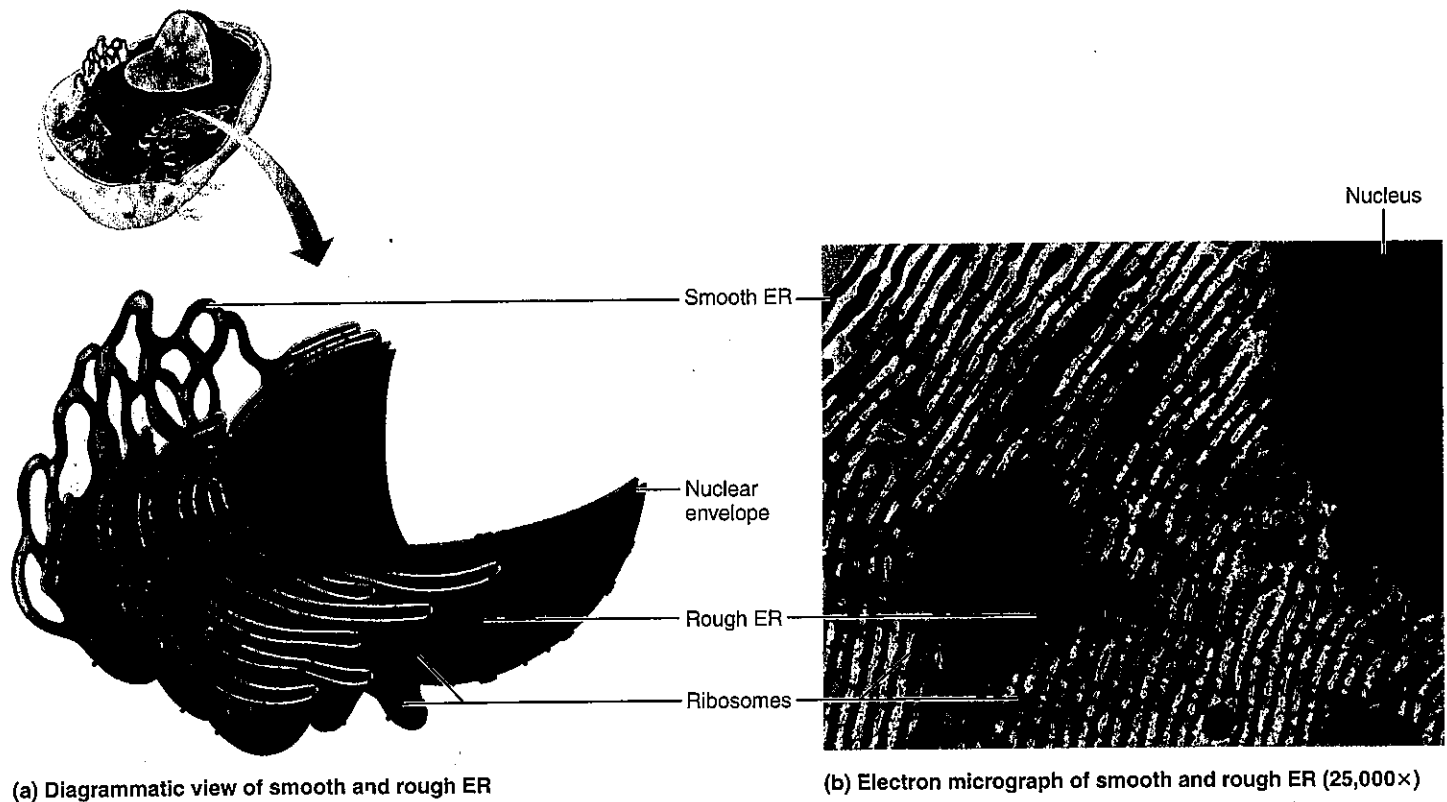 Nucleus
Smooth ER
Nuclear
envelope
Rough ER
Ribosomes
(a) Diagrammatic view of smooth and rough ER
(b) Electron micrograph of smooth and rough ER (25,000×)